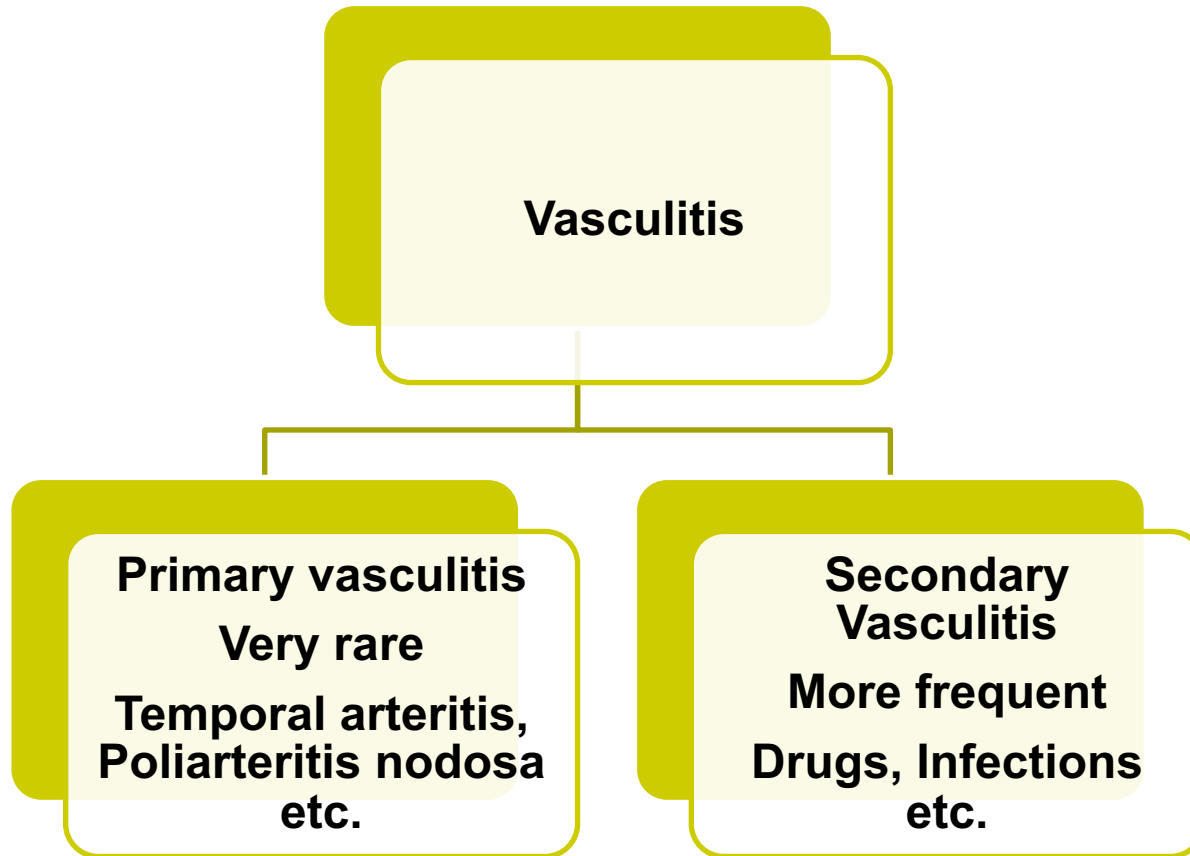 Vasculitis
Primary vasculitis
Very rare
Temporal arteritis,
Poliarteritis nodosa
etc.
Secondary
Vasculitis
More frequent
Drugs, Infections
etc.